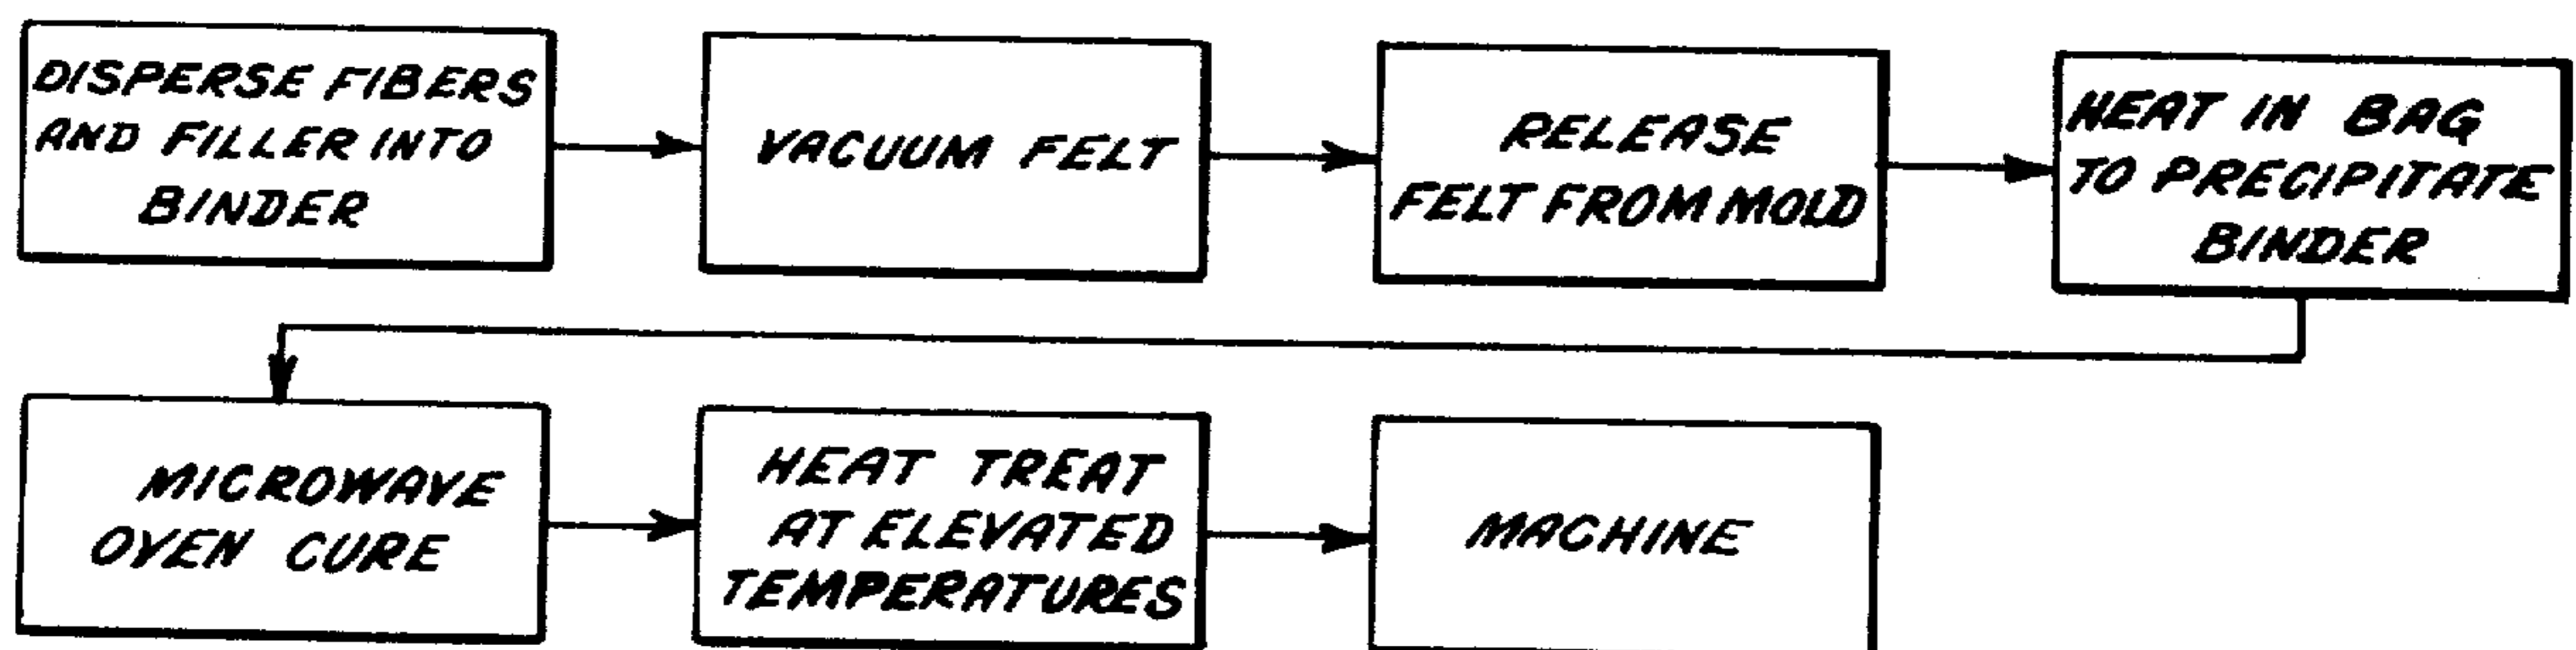 DISPERSE FIBERS
AND FILLER INTO
BINDER
VACUUM FELT
RELEASE
FELT FROM MOLD
HEAT IN BAG
TO PRECIPITATE
BINDER
MICROWAVE
OVEN CURE
HEAT TREAT
AT ELEVATED
TEMPERATURES
MACHINE